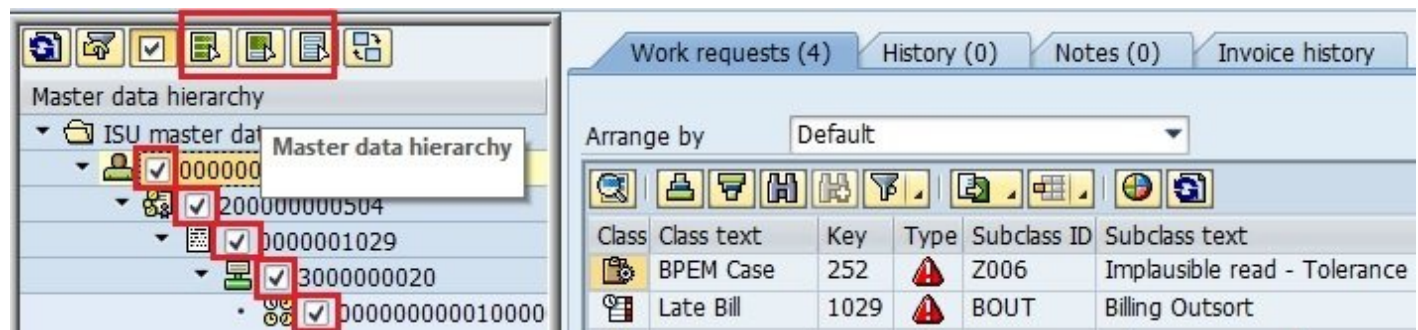 Master data hierarchy
ISU master dat
Master data hierarchy
000000
200000000504
0000001029
3000000020
000000000010000
Work requests (4)
History (0)
Notes (0)
Invoice history
Arrange by
Default
Class Class text Key Type Subclass ID Subclass text
BPEM Case 252 Z006 Implausible read - Tolerance
Late Bill 1029 BOUT Billing Outsort